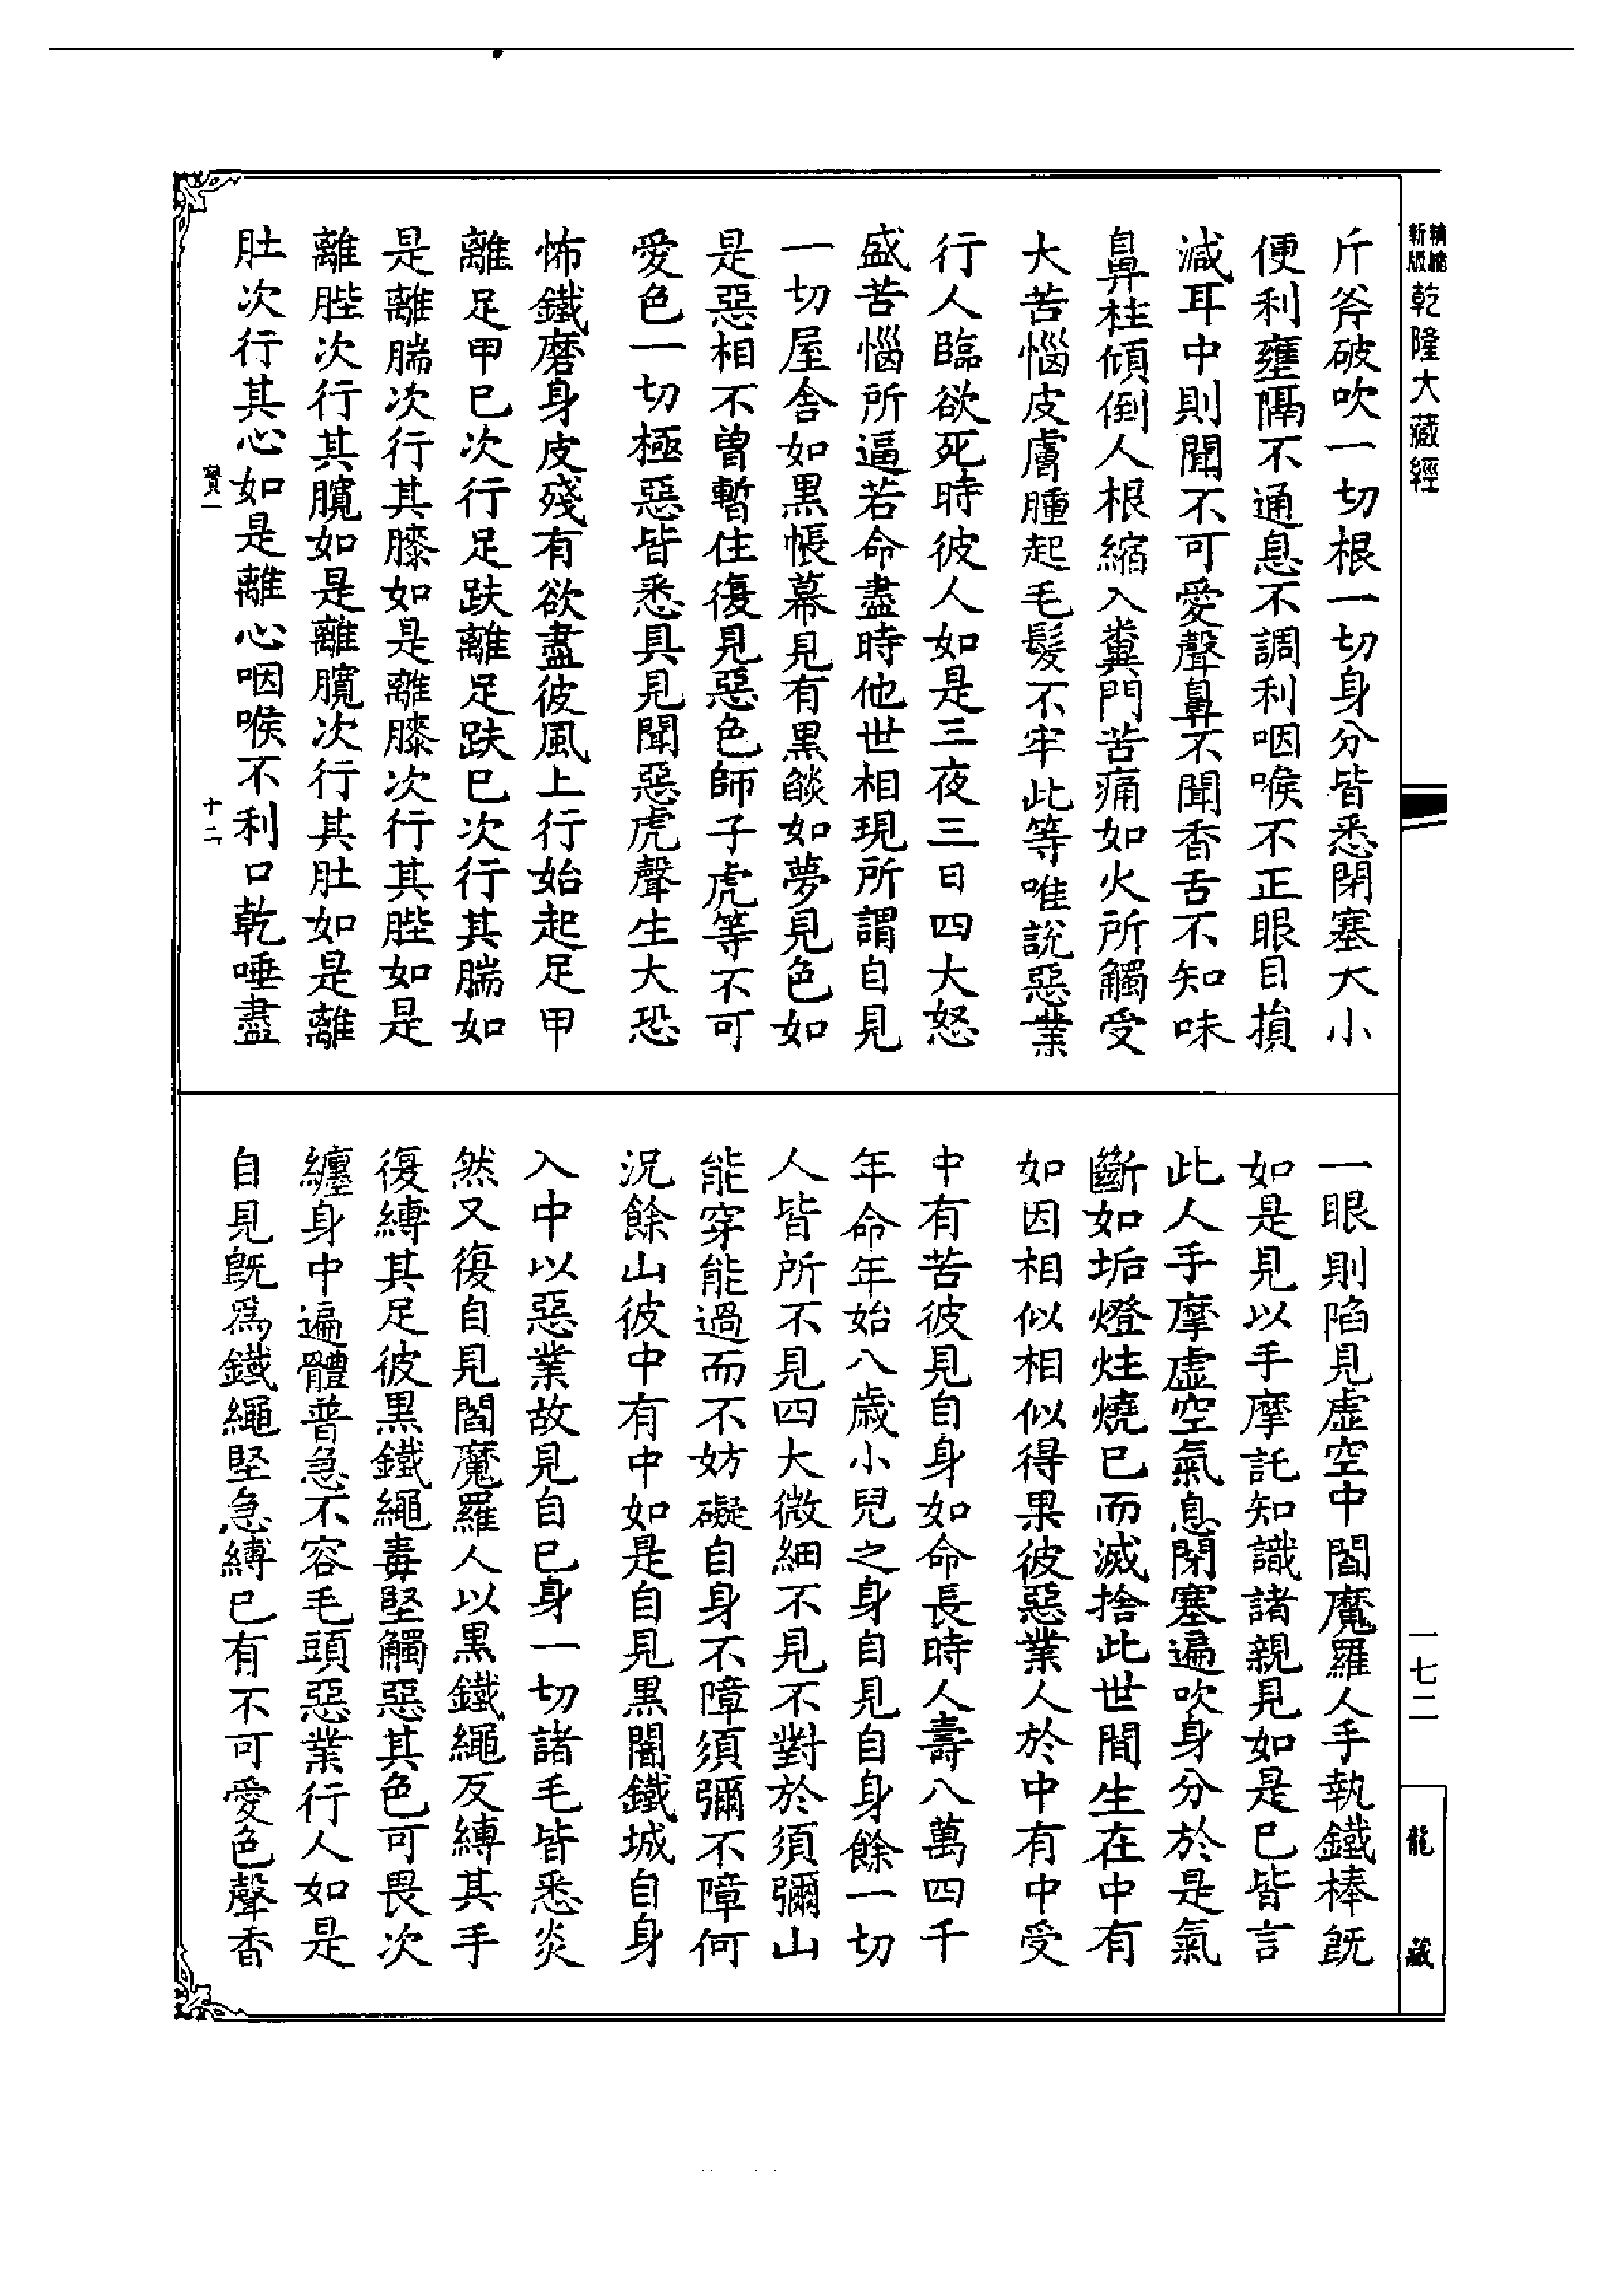 新版
精縮
乾隆大藏經
斤斧破吹一切根一切身分皆悉閉塞大小
便利壅隔不通息不調利咽喉不正眼目損
減耳中則聞不可愛聲鼻不聞香舌不知味
鼻柱傾倒人根縮入糞門苦痛如火所觸受
大苦惱皮膚腫起毛髮不牢此等唯說惡業
行人臨欲死時彼人如是三夜三日四大怒
盛苦惱所逼若命盡時他世相現所謂自見
一切屋舍如黑帳幕見有黑燄如夢見色如
是惡相不曾暫住復見惡色師子虎等不可
愛色一切極惡皆悉具見聞惡虎聲生大恐
怖鐵磨身皮殘有欲盡彼風上行始起足甲
離足甲已次行足趺離足趺已次行其腨如
是離腨次行其膝如是離膝次行其䏶如是
離䏶次行其臗如是離臗次行其肚如是離
肚次行其心如是離心咽喉不利口乾唾盡
寶一
十二
一七二
龍藏
一眼則陷見虛空中閻魔羅人手執鐵棒旣
如是見以手摩託知識諸親見如是已皆言
此人手摩虛空氣息閉塞遍吹身分於是氣
斷如垢燈炷燒已而滅捨此世間生在中有
如因相似相似得果彼惡業人於中有中受
中有苦彼見自身如命長時人壽八萬四千
年命年始八歲小兒之身自見自身餘一切
人皆所不見四大微細不見不對於須彌山
能穿能過而不妨礙自身不障須彌不障何
況餘山彼中有中如是自見黑闇鐵城自身
入中以惡業故見自已身一切諸毛皆悉炎
然又復自見閻魔羅人以黑鐵繩反縛其手
復縛其足彼黑鐵繩毒堅觸惡其色可畏次
纏身中遍體普急不容毛頭惡業行人如是
自見旣爲鐵繩堅急縛已有不可愛色聲香